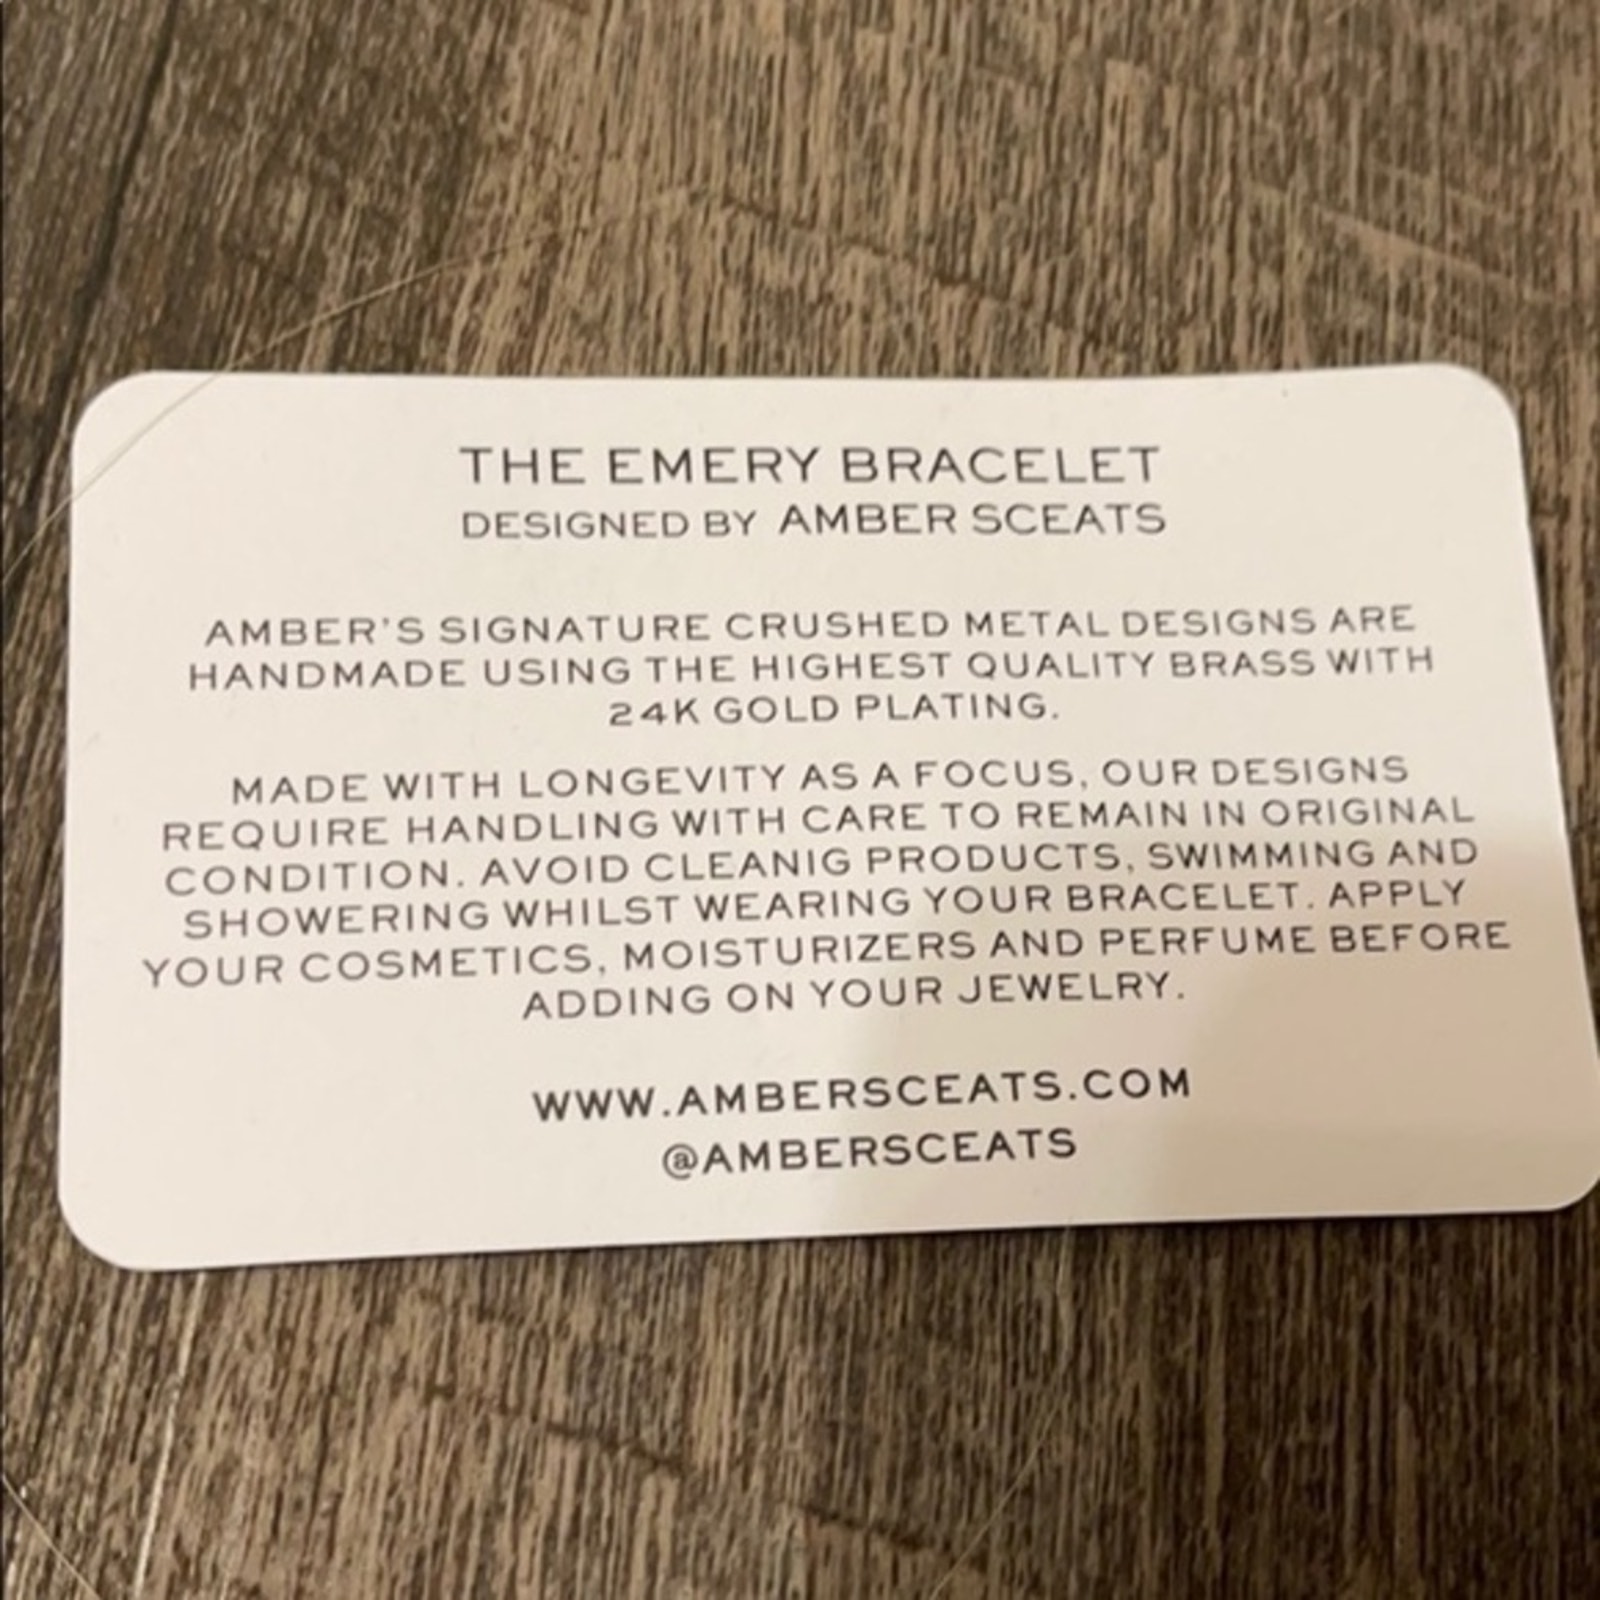 THE EMERY BRACELET
DESIGNED BY AMBER SCEATS
AMBER'S SIGNATURE CRUSHED METAL DESIGNS ARE
HANDMADE USING THE HIGHEST QUALITY BRASS WITH
24K GOLD PLATING.
MADE WITH LONGEVITY AS A FOCUS, OUR DESIGNS
REQUIRE HANDLING WITH CARE TO REMAIN IN ORIGINAL
CONDITION. AVOID CLEANIG PRODUCTS, SWIMMING AND
SHOWERING WHILST WEARING YOUR BRACELET. APPLY
YOUR COSMETICS, MOISTURIZERS AND PERFUME BEFORE
ADDING ON YOUR JEWELRY.
WWW.AMBERSCEATS.COM
@AMBERSCEATS